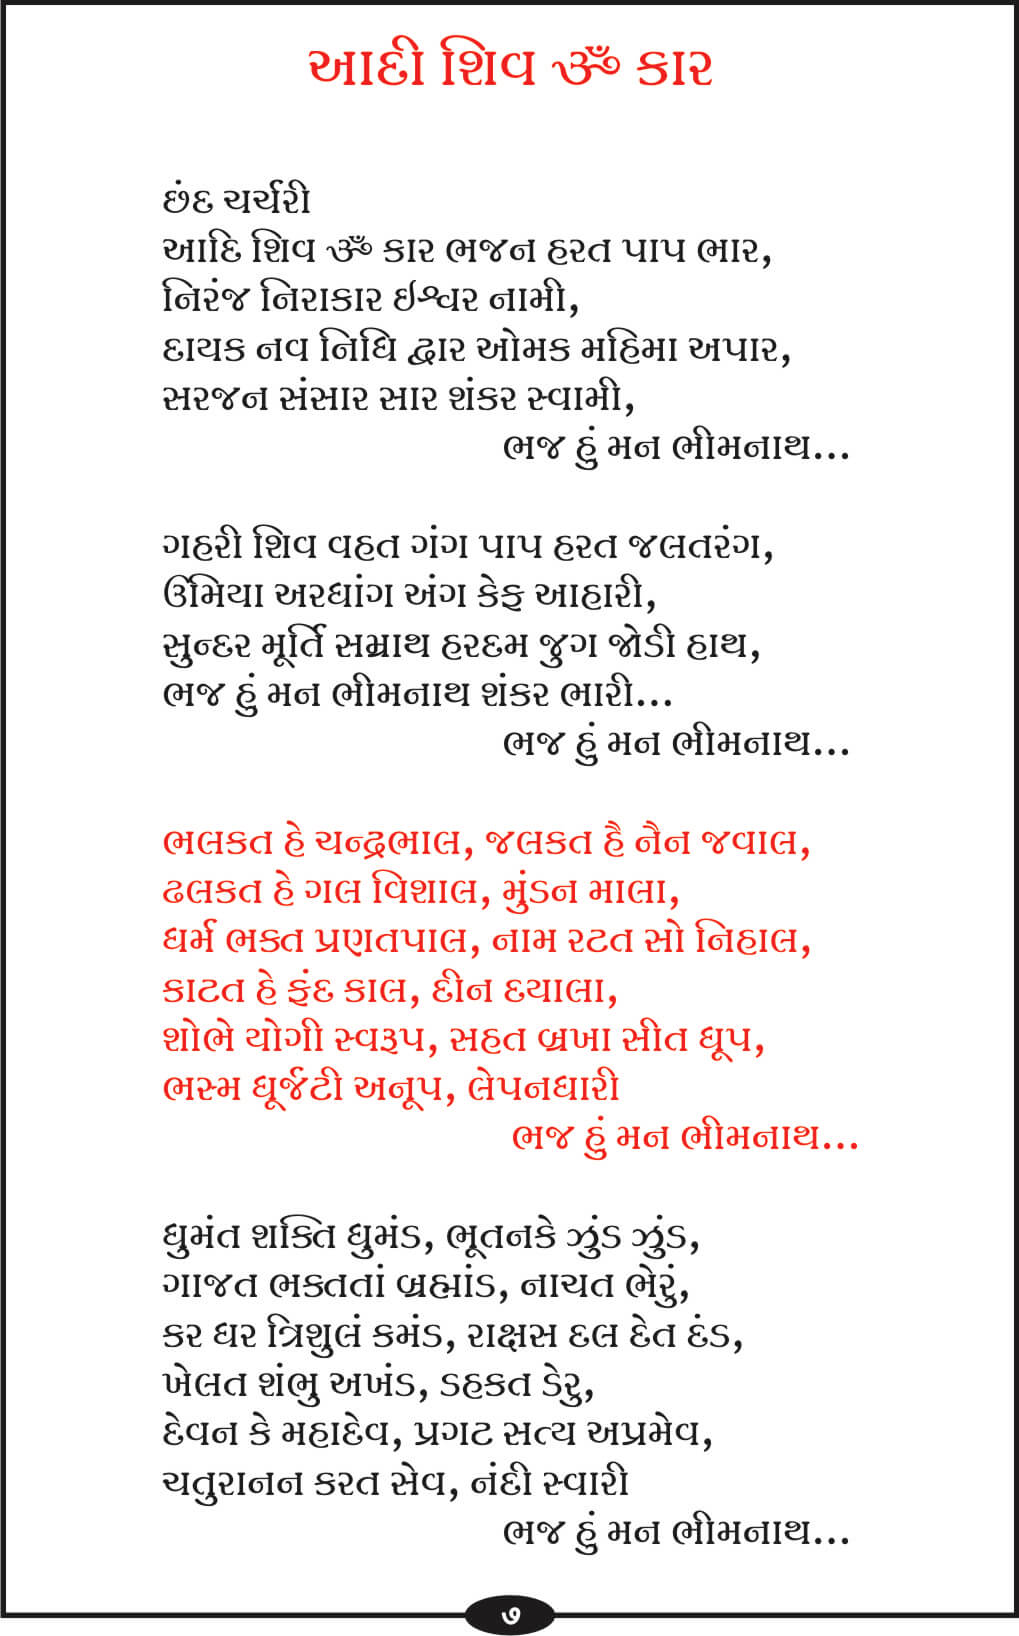 આદી શિવ ૐ કાર
છંદ ચર્ચરી
આદિ શિવ ૐ કાર ભજન હરત પાપ ભાર,
નિરંજ નિરાકાર ઈશ્વર નામી,
દાયક નવ નિધિ દ્વાર ઓમક મહિમા અપાર,
સરજન સંસાર સાર શંકર સ્વામી,
ભજ હું મન ભીમનાથ...
ગહરી શિવ વહત ગંગ પાપ હરત જલતરંગ,
ઉંમિયા અરધાંગ અંગ કેફ આહારી,
સુન્દર મૂર્તિ સમ્રાથ હરદમ જુગ જોડી હાથ,
ભજ હું મન ભીમનાથ શંકર ભારી...
ભજ હું મન ભીમનાથ...
ભલકત હે ચન્દ્રભાલ, જલકત હૈ નૈન જવાલ,
ઢલકત હે ગલ વિશાલ, મુંડન માલા,
ધર્મ ભક્ત પ્રણતપાલ, નામ રટત સો નિહાલ,
કાટત હે ફંદ કાલ, દીન દયાલા,
શોભે યોગી સ્વરૂપ, સહત બ્રખા સીત ધૂપ,
ભસ્મ ધૂર્જટી અનૂપ, લેપનધારી
ભજ હું મન ભીમનાથ...
ઘુમંત શક્તિ ઘુમંડ, ભૂતનકે ઝુંડ ઝુંડ,
ગાજત ભક્તતાં બ્રહ્માંડ, નાચત ભેરું,
કર ધર ત્રિશુલં કમંડ, રાક્ષસ દલ દેત દંડ,
ખેલત શંભુ અખંડ, ડહકત ડેરુ,
દેવન કે મહાદેવ, પ્રગટ સત્ય અપ્રમેવ,
ચતુરાનન કરત સેવ, નંદી સ્વારી
ભજ હું મન ભીમનાથ...
૭